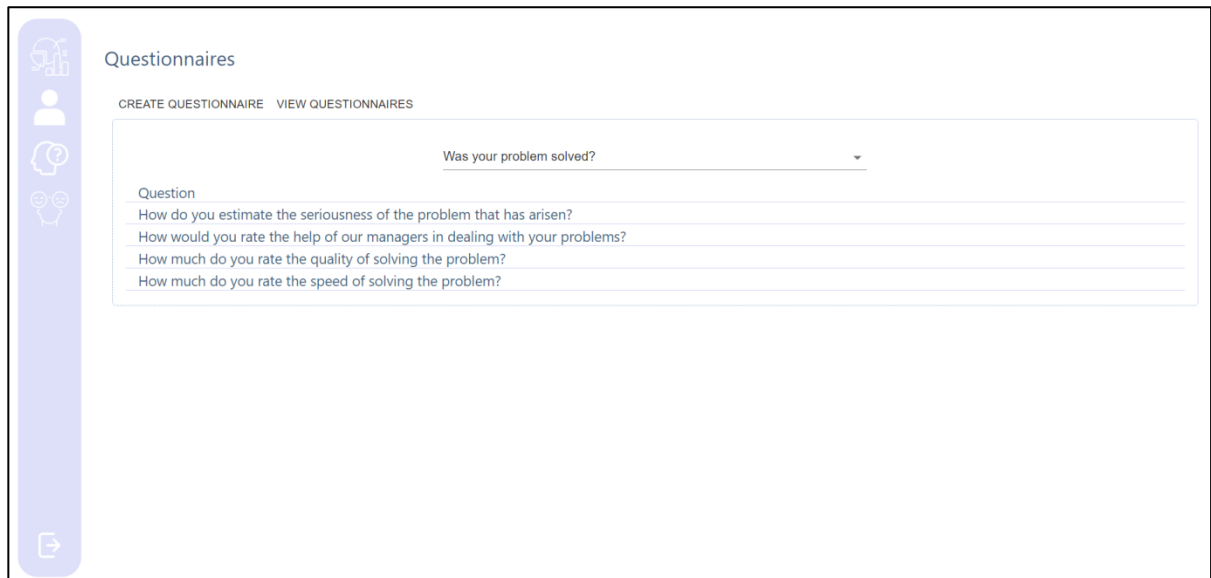 Questionnaires
CREATE QUESTIONNAIRE VIEW QUESTIONNAIRES
Was your problem solved?
Question
How do you estimate the seriousness of the problem that has arisen?
How would you rate the help of our managers in dealing with your problems?
How much do you rate the quality of solving the problem?
How much do you rate the speed of solving the problem?